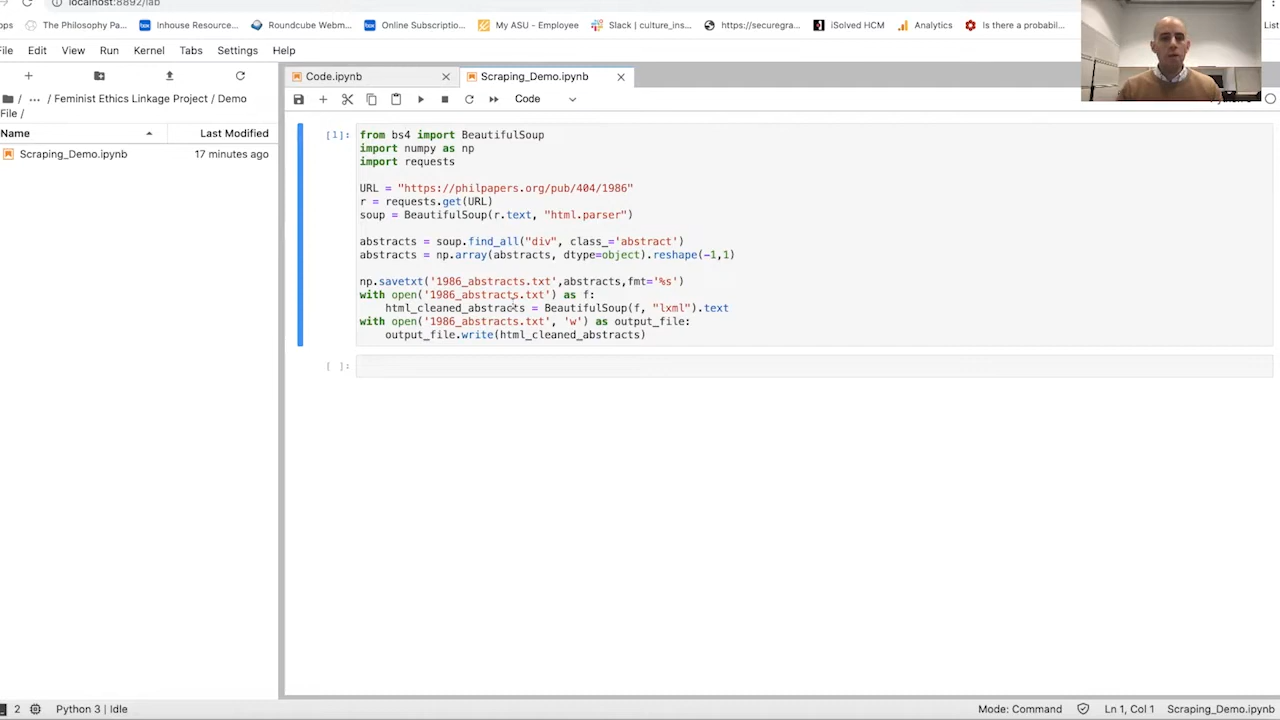 localhost:8892/lab
The Philosophy Pa... Inhouse Resource... Roundcube Webm... Online Subscriptio... My ASU - Employee Slack | culture_ins... https://securegra... iSolved HCM Analytics Is there a probabil... List
Edit View Run Kernel Tabs Settings Help
Code.ipynb Scraping_Demo.ipynb
/ ... / Feminist Ethics Linkage Project / Demo
File /
Code
Name Last Modified
Scraping_Demo.ipynb 17 minutes ago
[1]: from bs4 import BeautifulSoup
import numpy as np
import requests
URL = "https://philpapers.org/pub/404/1986"
r = requests.get(URL)
soup = BeautifulSoup(r.text, "html.parser")
abstracts = soup.find_all("div", class_='abstract')
abstracts = np.array(abstracts, dtype=object).reshape(-1,1)
np.savetxt('1986_abstracts.txt',abstracts,fmt='%s')
with open('1986_abstracts.txt') as f:
html_cleaned_abstracts = BeautifulSoup(f, "lxml").text
with open('1986_abstracts.txt', 'w') as output_file:
output_file.write(html_cleaned_abstracts)
[ ]:
2 Python 3 | Idle Mode: Command Ln 1, Col 1 Scraping_Demo.ipynb